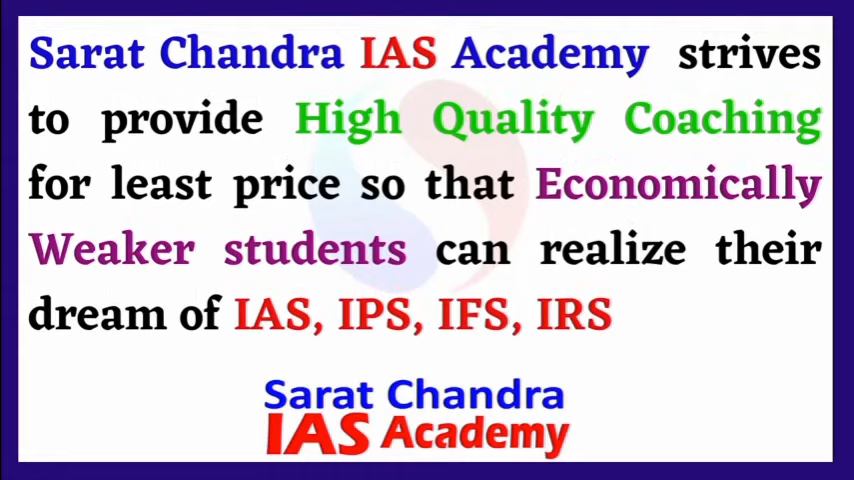 Sarat Chandra IAS Academy strives
to provide High Quality Coaching
for least price so that Economically
Weaker students can realize their
dream of IAS, IPS, IFS, IRS
Sarat Chandra
IAS Academy